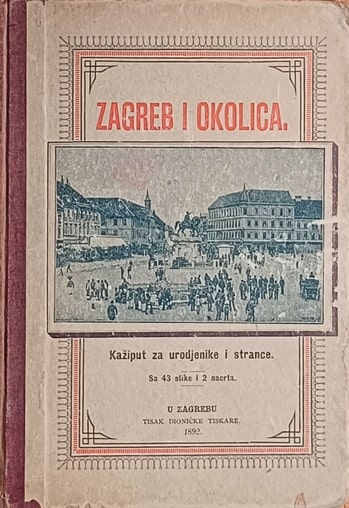 ZAGREB I OKOLICA.
Kažiput za urodjenike i strance.
Sa 43 slike i 2 nacrta.
U ZAGREBU
TISAK DIONIČKE TISKARE.
1892.